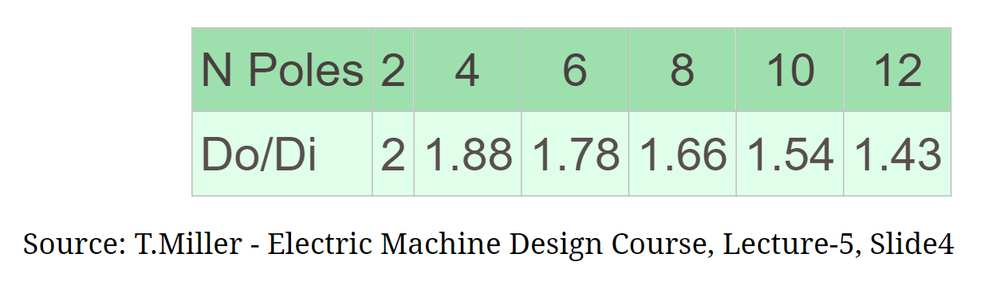 N Poles 2 4 6 8 10 12
Do/Di 2 1.88 1.78 1.66 1.54 1.43
Source: T.Miller - Electric Machine Design Course, Lecture-5, Slide4